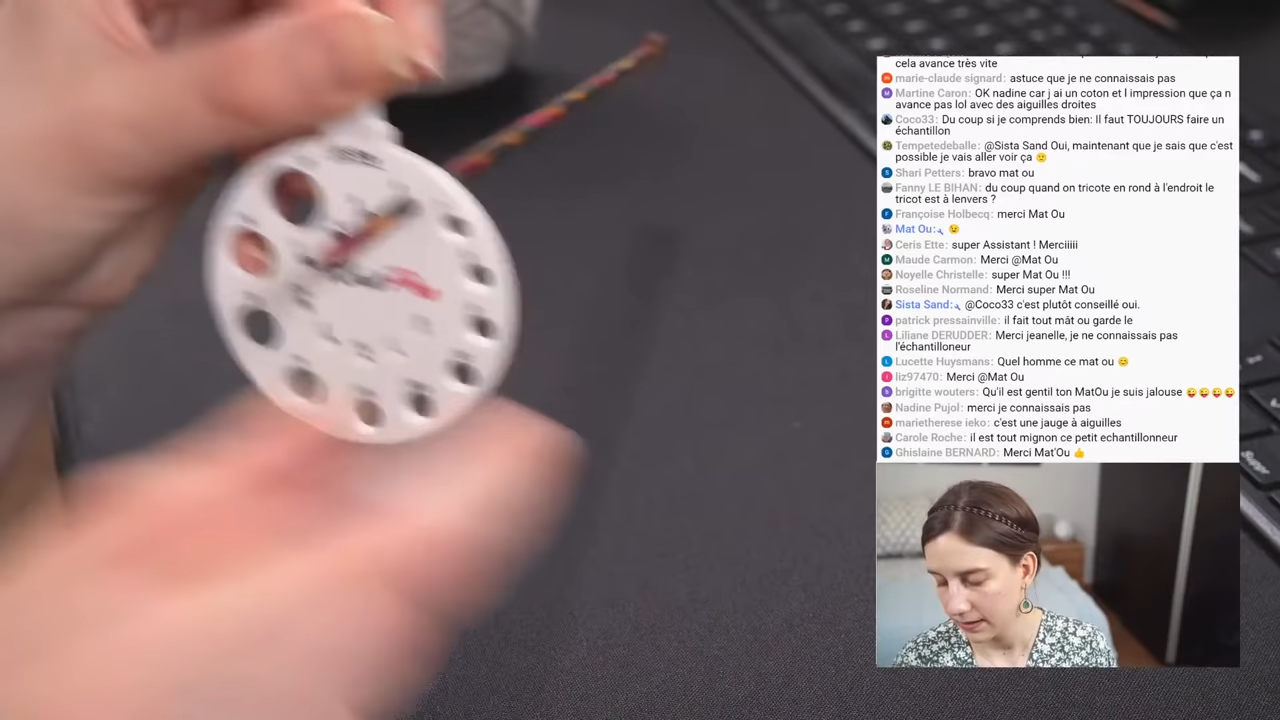 cela avance très vite
marie-claude signard: astuce que je ne connaissais pas
Martine Caron: OK nadine car j ai un coton et l impression que ça n
avance pas lol avec des aiguilles droites
Coco33: Du coup si je comprends bien: Il faut TOUJOURS faire un
échantillon
Tempetedeballe: @Sista Sand Oui, maintenant que je sais que c'est
possible je vais aller voir ça 🙂
Shari Petters: bravo mat ou
Fanny LE BIHAN: du coup quand on tricote en rond à l'endroit le
tricot est à lenvers ?
Françoise Holbecq: merci Mat Ou
Mat Ou: 😉
Ceris Ette: super Assistant ! Merciiiii
Maude Carmon: Merci @Mat Ou
Noyelle Christelle: super Mat Ou !!!
Roseline Normand: Merci super Mat Ou
Sista Sand: @Coco33 c'est plutôt conseillé oui.
patrick pressainville: il fait tout mât ou garde le
Liliane DERUDDER: Merci jeanelle, je ne connaissais pas
l'échantilloneur
Lucette Huysmans: Quel homme ce mat ou 😊
liz97470: Merci @Mat Ou
brigitte wouters: Qu'il est gentil ton MatOu je suis jalouse 😜😜😜😜
Nadine Pujol: merci je connaissais pas
marietherese ieko: c'est une jauge à aiguilles
Carole Roche: il est tout mignon ce petit echantillonneur
Ghislaine BERNARD: Merci Mat'Ou 👍
Suppr